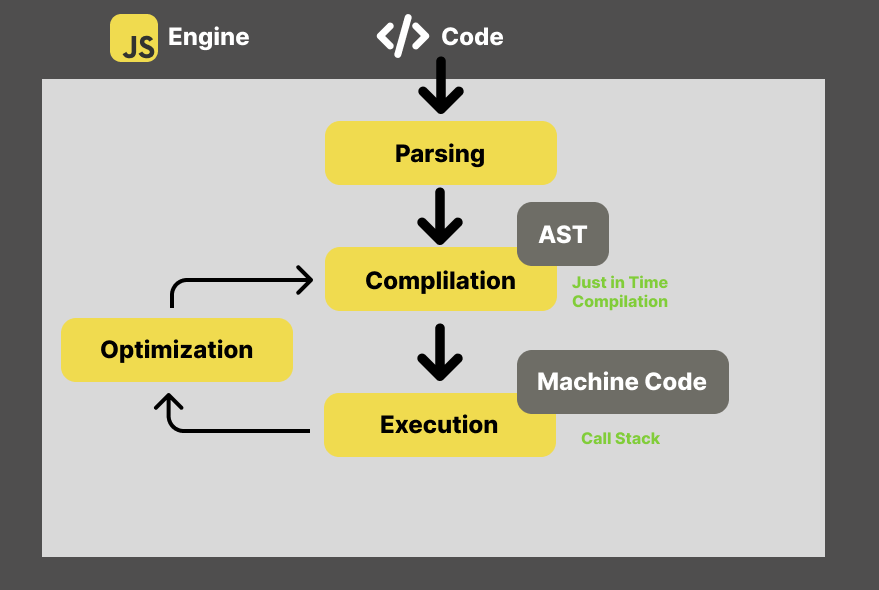 JS Engine
Code
Parsing
AST
Complilation
Just in Time
Compilation
Optimization
Machine Code
Execution
Call Stack